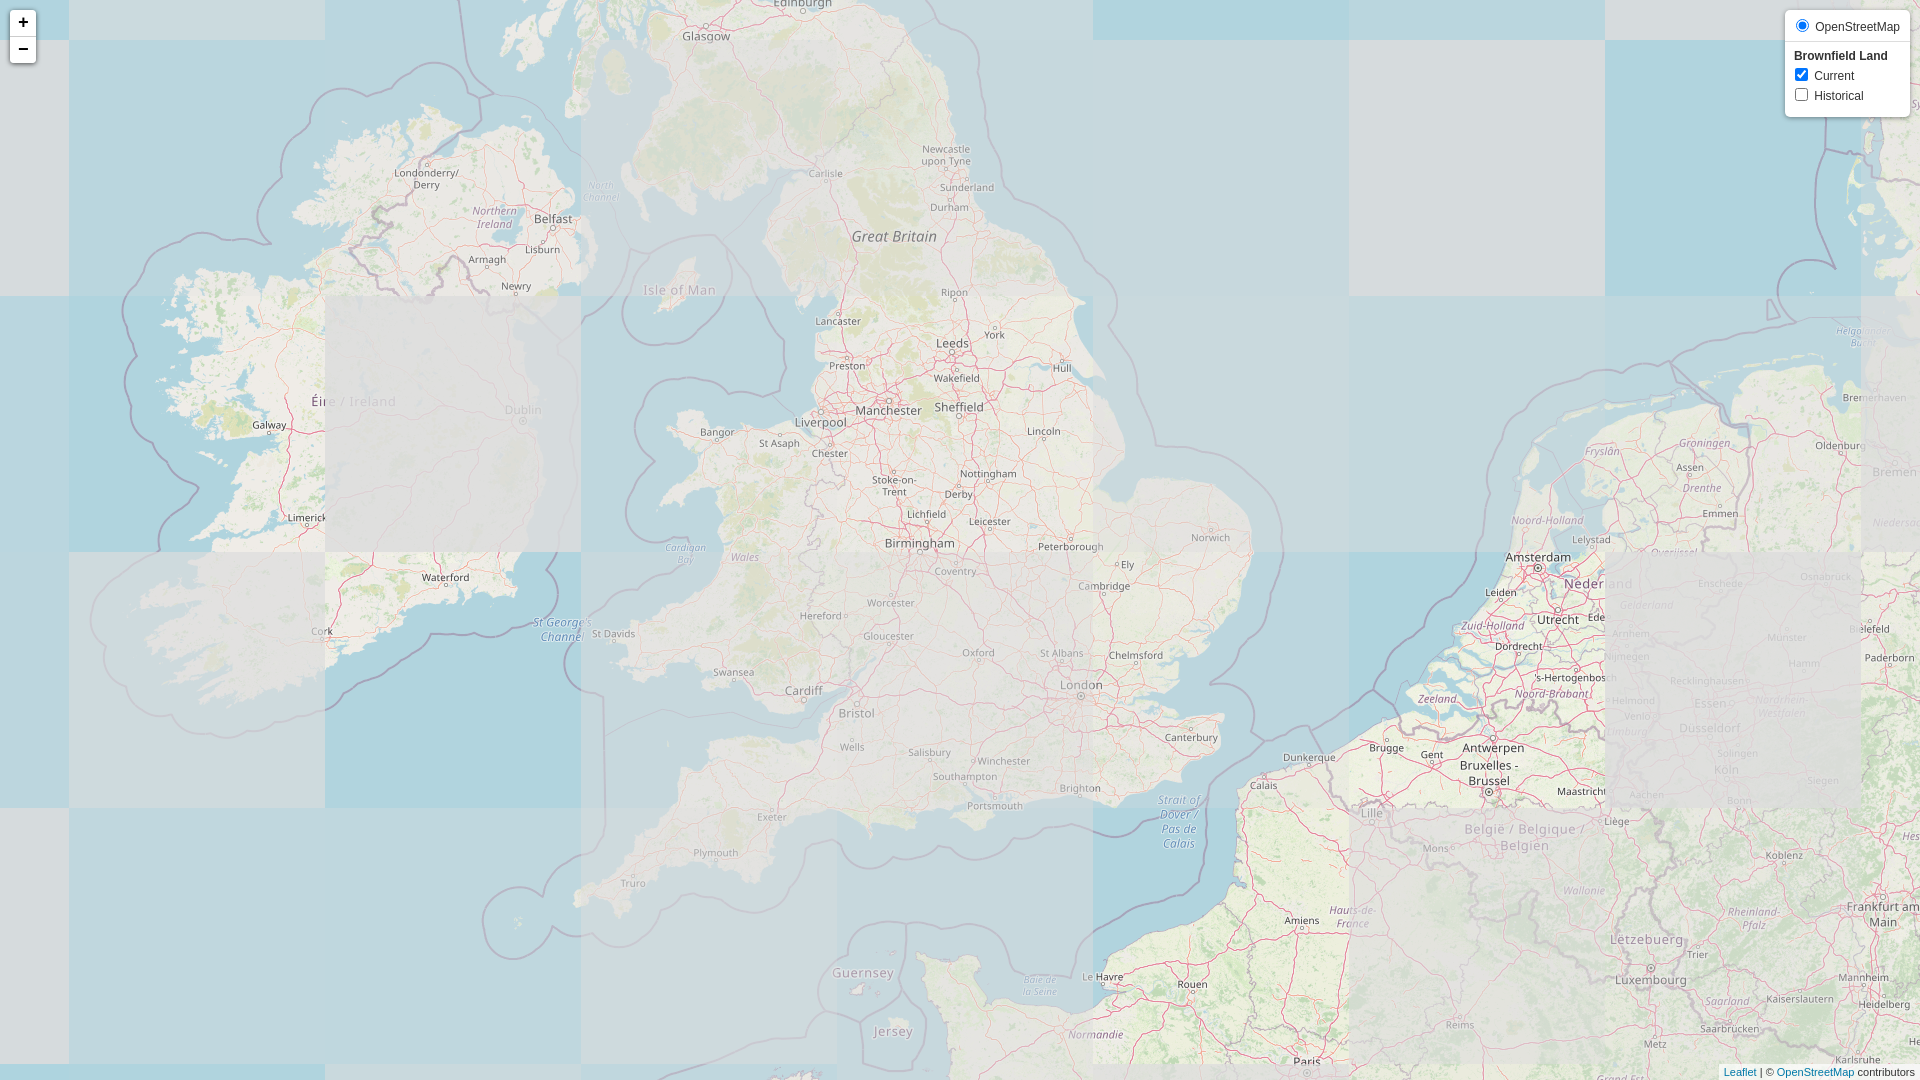 +
−
OpenStreetMap
Brownfield Land
Current
Historical
Edinburgh
Glasgow
Newcastle
upon Tyne
Londonderry/
Derry
Carlisle
Sunderland
North
Channel
Durham
Northern
Ireland
Belfast
Great Britain
Lisburn
Armagh
Newry
Isle of Man
Ripon
Lancaster
York
Leeds
Preston
Hull
Wakefield
Éire / Ireland
Dublin
Manchester
Sheffield
Liverpool
Galway
Bangor
St Asaph
Lincoln
Chester
Nottingham
Stoke-on-
Trent
Derby
Lichfield
Leicester
Limerick
Norwich
Birmingham
Peterborough
Cardigan
Bay
Wales
Coventry
Ely
Waterford
Cambridge
Worcester
Hereford
St George's
Channel
Cork
St Davids
Gloucester
Oxford
St Albans
Chelmsford
Swansea
London
Cardiff
Bristol
Canterbury
Wells
Salisbury
Winchester
Southampton
Brighton
Portsmouth
Exeter
Plymouth
Truro
Strait of
Dover /
Pas de
Calais
Guernsey
Jersey
Baie de
la Seine
Le Havre
Rouen
Normandie
Amiens
Hauts-de-
France
Paris
Reims
Dunkerque
Calais
Lille
Brugge
Gent
Antwerpen
Bruxelles -
Brussel
Maastricht
België / Belgique /
Belgien
Mons
Liège
Wallonie
Zeeland
Noord-Brabant
's-Hertogenbosch
Dordrecht
Zuid-Holland
Utrecht
Leiden
Amsterdam
Nederland
Lelystad
Noord-Holland
Overijssel
Emmen
Drenthe
Assen
Fryslân
Groningen
Oldenburg
Bremerhaven
Bremen
Helgoländer
Bucht
Enschede
Osnabrück
Gelderland
Arnhem
Nijmegen
Münster
Hamm
Bielefeld
Paderborn
Recklinghausen
Essen
Nordrhein-
Westfalen
Helmond
Venlo
Düsseldorf
Solingen
Köln
Siegen
Aachen
Bonn
Koblenz
Rheinland-
Pfalz
Frankfurt am
Main
Lëtzebuerg
Luxembourg
Trier
Mannheim
Saarland
Kaiserslautern
Heidelberg
Saarbrücken
Metz
Karlsruhe
Grand Est
Leaflet | © OpenStreetMap contributors